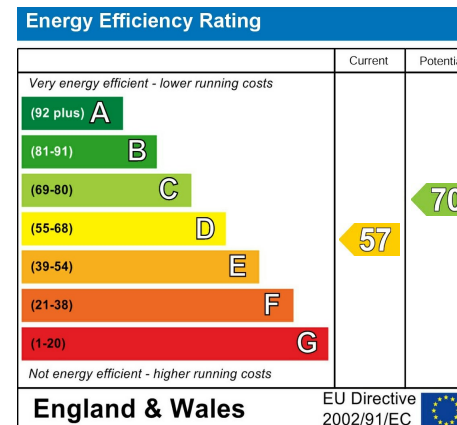 Energy Efficiency Rating
Current Potentia
Very energy efficient - lower running costs
(92 plus) A
(81-91) B
(69-80) C
70
(55-68) D
57
(39-54) E
(21-38) F
(1-20) G
Not energy efficient - higher running costs
England & Wales
EU Directive
2002/91/EC